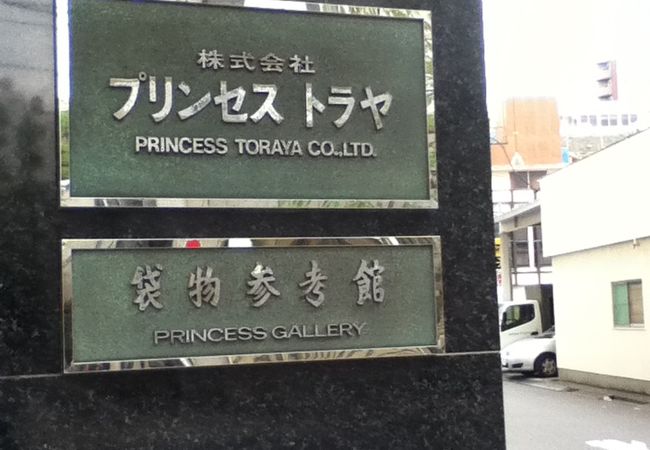 株式会社
プリンセス トラヤ
PRINCESS TORAYA CO.,LTD.
袋物参考館
PRINCESS GALLERY